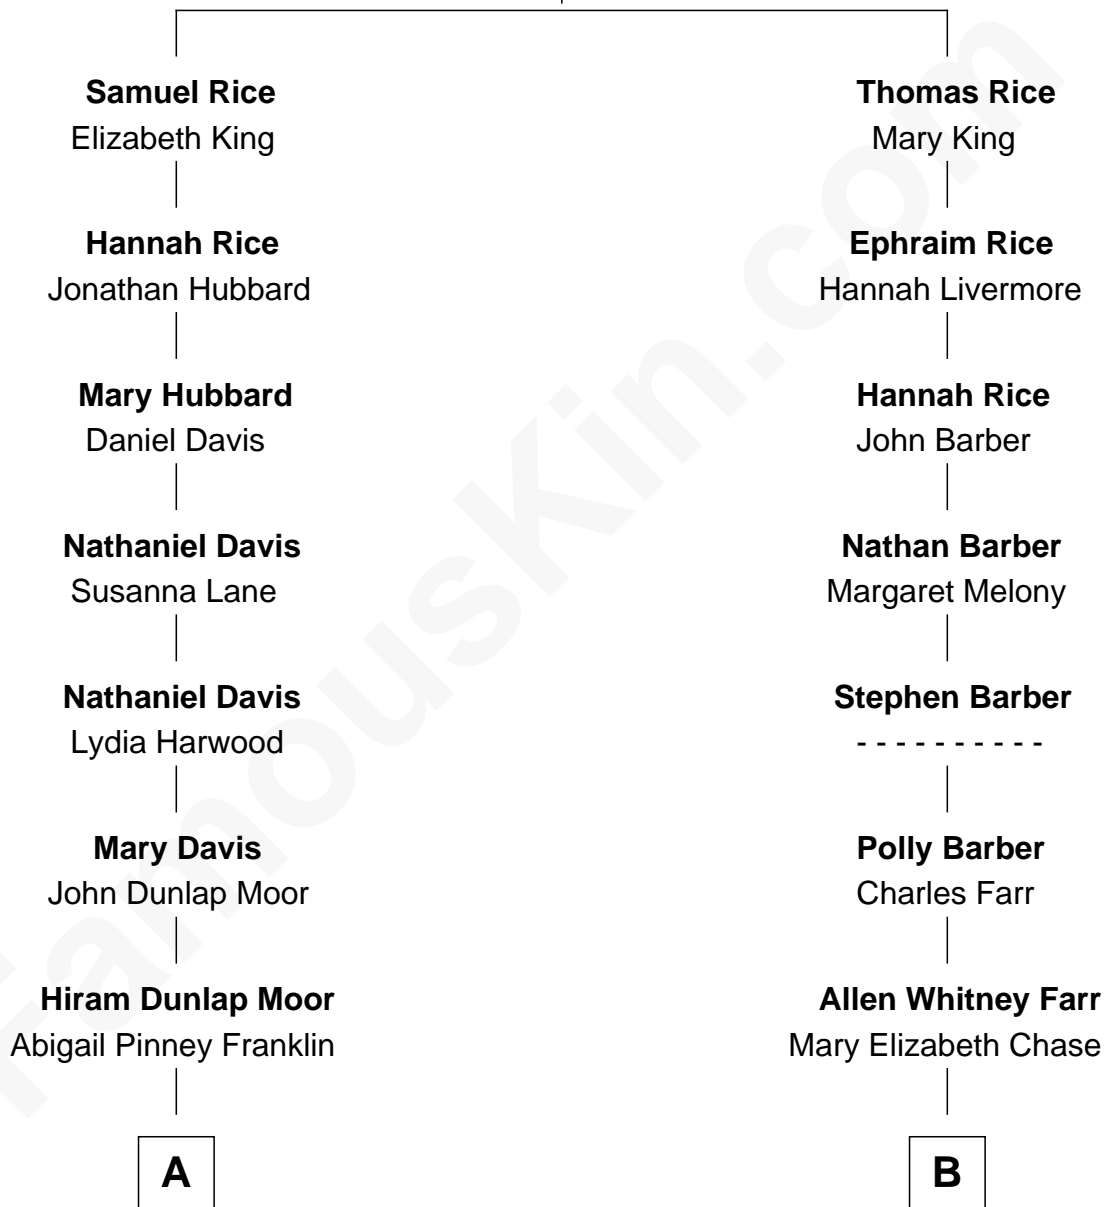 Samuel Rice
Elizabeth King
Hannah Rice
Jonathan Hubbard
Mary Hubbard
Daniel Davis
Nathaniel Davis
Susanna Lane
Nathaniel Davis
Lydia Harwood
Mary Davis
John Dunlap Moor
Hiram Dunlap Moor
Abigail Pinney Franklin
A
Thomas Rice
Mary King
Ephraim Rice
Hannah Livermore
Hannah Rice
John Barber
Nathan Barber
Margaret Melony
Stephen Barber
- - - - - - - - - -
Polly Barber
Charles Farr
Allen Whitney Farr
Mary Elizabeth Chase
B
FamousKin.com